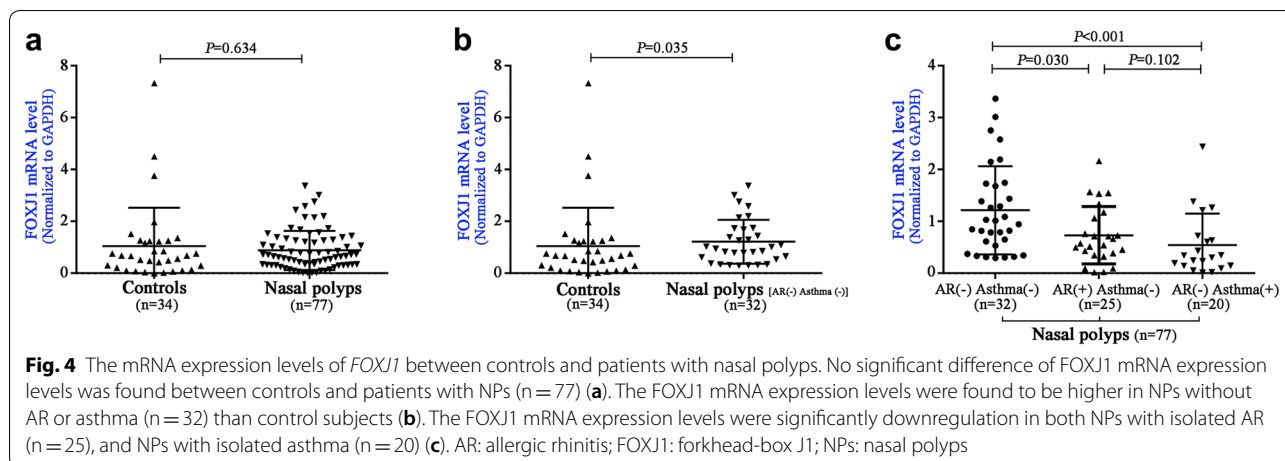 a
P=0.634
FOXJ1 mRNA level
(Normalized to GAPDH)
8
6
4
2
0
Controls
(n=34)
Nasal polyps
(n=77)
b
P=0.035
FOXJ1 mRNA level
(Normalized to GAPDH)
8
6
4
2
0
Controls
(n=34)
Nasal polyps [AR(-) Asthma (-)]
(n=32)
c
P<0.001
P=0.030
P=0.102
FOXJ1 mRNA level
(Normalized to GAPDH)
4
3
2
1
0
AR(-) Asthma(-)
(n=32)
AR(+) Asthma(-)
(n=25)
AR(-) Asthma(+)
(n=20)
Nasal polyps (n=77)
Fig. 4 The mRNA expression levels of FOXJ1 between controls and patients with nasal polyps. No significant difference of FOXJ1 mRNA expression
levels was found between controls and patients with NPs (n = 77) (a). The FOXJ1 mRNA expression levels were found to be higher in NPs without
AR or asthma (n = 32) than control subjects (b). The FOXJ1 mRNA expression levels were significantly downregulation in both NPs with isolated AR
(n = 25), and NPs with isolated asthma (n = 20) (c). AR: allergic rhinitis; FOXJ1: forkhead-box J1; NPs: nasal polyps